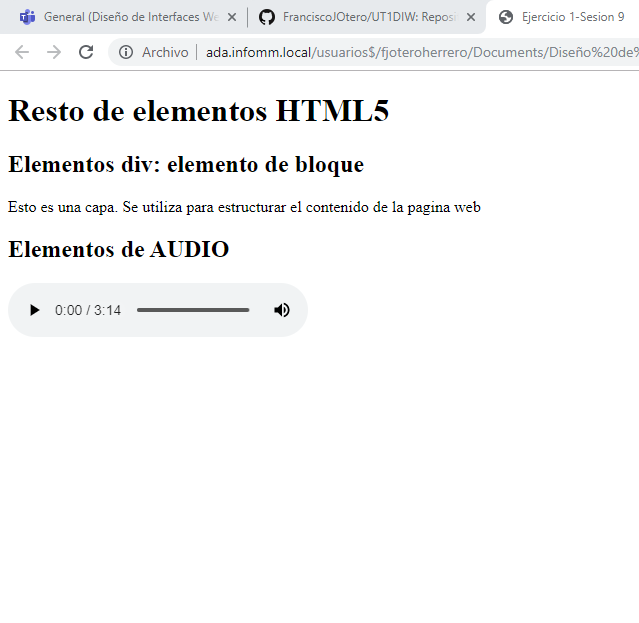 General (Diseño de Interfaces We
FranciscoJOtero/UT1DIW: Reposi
Ejercicio 1-Sesion 9
Archivo
ada.infomm.local/usuarios$/fjoteroherrero/Documents/Diseño%20de%
Resto de elementos HTML5
Elementos div: elemento de bloque
Esto es una capa. Se utiliza para estructurar el contenido de la pagina web
Elementos de AUDIO
0:00 / 3:14